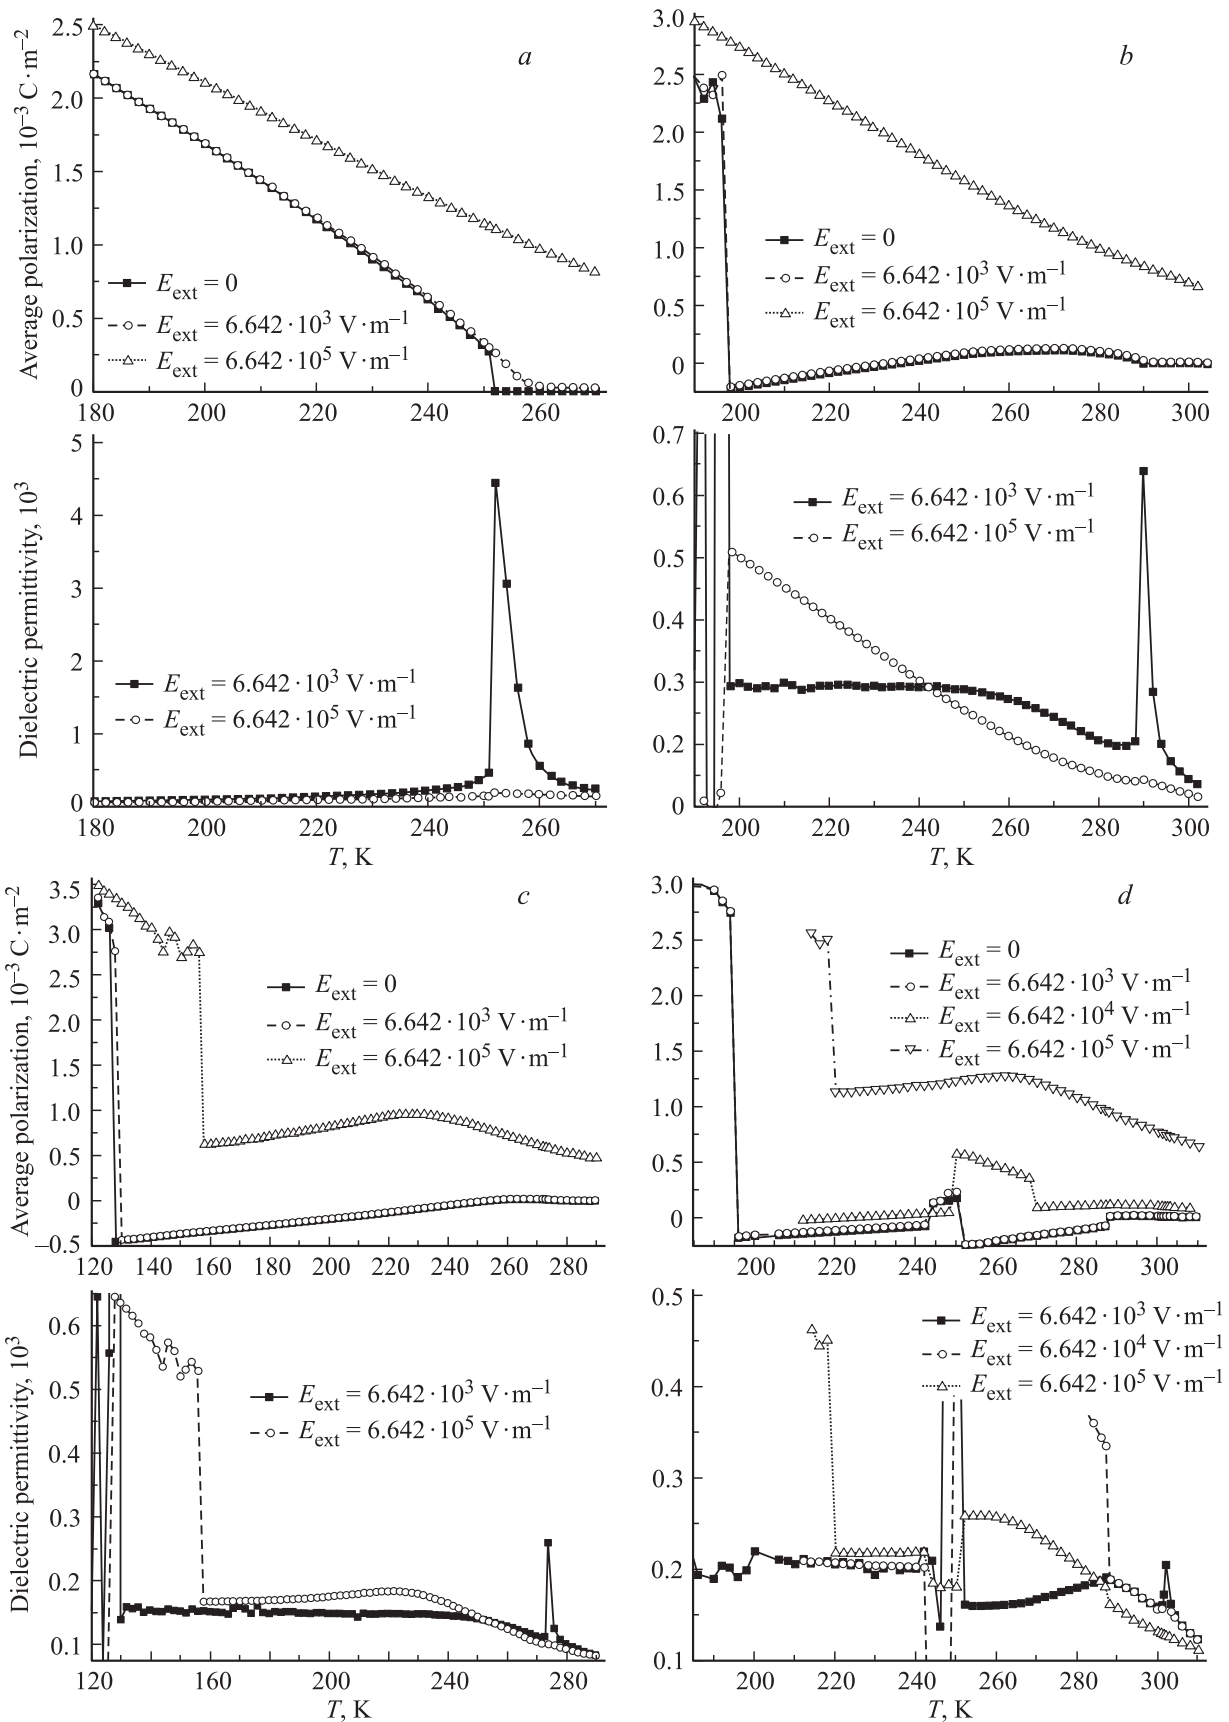 Average polarization, 10⁻³ C·m⁻²
2.5
2.0
1.5
1.0
0.5
0
a
E_ext = 0
E_ext = 6.642·10³ V·m⁻¹
E_ext = 6.642·10⁵ V·m⁻¹
180 200 220 240 260
3.0
2.5
2.0
1.5
1.0
0.5
0
b
E_ext = 0
E_ext = 6.642·10³ V·m⁻¹
E_ext = 6.642·10⁵ V·m⁻¹
200 220 240 260 280 300
Dielectric permittivity, 10³
5
4
3
2
1
0
E_ext = 6.642·10³ V·m⁻¹
E_ext = 6.642·10⁵ V·m⁻¹
180 200 220 240 260
T, K
0.7
0.6
0.5
0.4
0.3
0.2
0
E_ext = 6.642·10³ V·m⁻¹
E_ext = 6.642·10⁵ V·m⁻¹
200 220 240 260 280 300
T, K
Average polarization, 10⁻³ C·m⁻²
3.5
3.0
2.5
2.0
1.5
1.0
0.5
0
–0.5
c
E_ext = 0
E_ext = 6.642·10³ V·m⁻¹
E_ext = 6.642·10⁵ V·m⁻¹
120 140 160 180 200 220 240 260 280
3.0
2.5
2.0
1.5
1.0
0.5
0
d
E_ext = 0
E_ext = 6.642·10³ V·m⁻¹
E_ext = 6.642·10⁴ V·m⁻¹
E_ext = 6.642·10⁵ V·m⁻¹
200 220 240 260 280 300
Dielectric permittivity, 10³
0.6
0.5
0.4
0.3
0.2
0.1
E_ext = 6.642·10³ V·m⁻¹
E_ext = 6.642·10⁵ V·m⁻¹
120 160 200 240 280
T, K
0.5
0.4
0.3
0.2
0.1
E_ext = 6.642·10³ V·m⁻¹
E_ext = 6.642·10⁴ V·m⁻¹
E_ext = 6.642·10⁵ V·m⁻¹
200 220 240 260 280 300
T, K